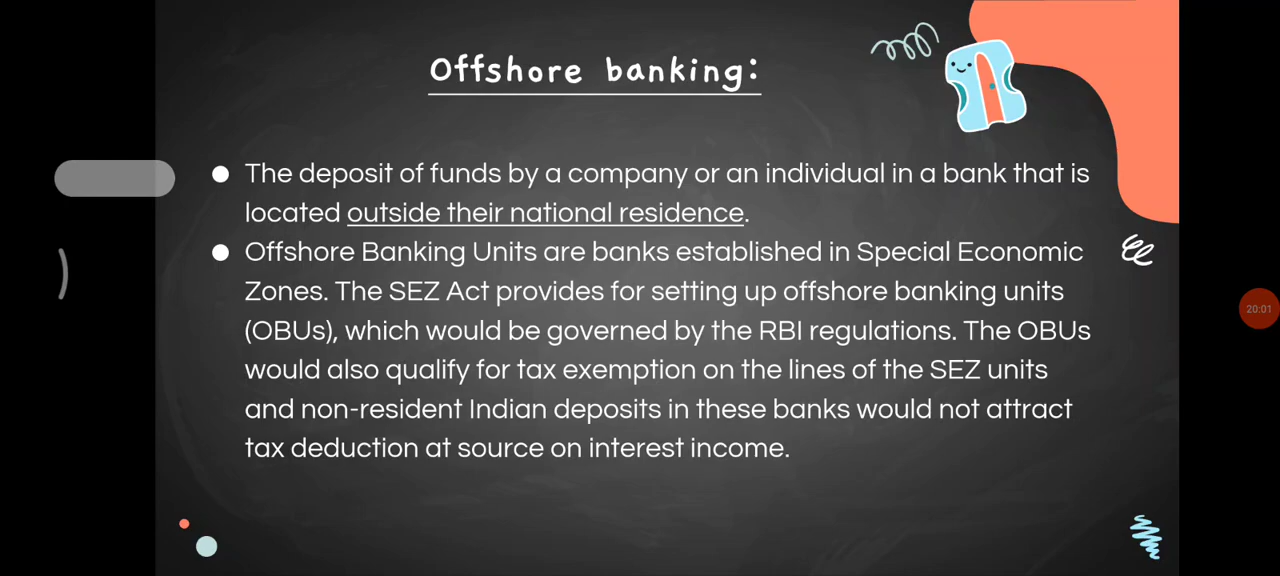 Offshore banking:
The deposit of funds by a company or an individual in a bank that is
located outside their national residence.
Offshore Banking Units are banks established in Special Economic
Zones. The SEZ Act provides for setting up offshore banking units
(OBUs), which would be governed by the RBI regulations. The OBUs
would also qualify for tax exemption on the lines of the SEZ units
and non-resident Indian deposits in these banks would not attract
tax deduction at source on interest income.
20:01